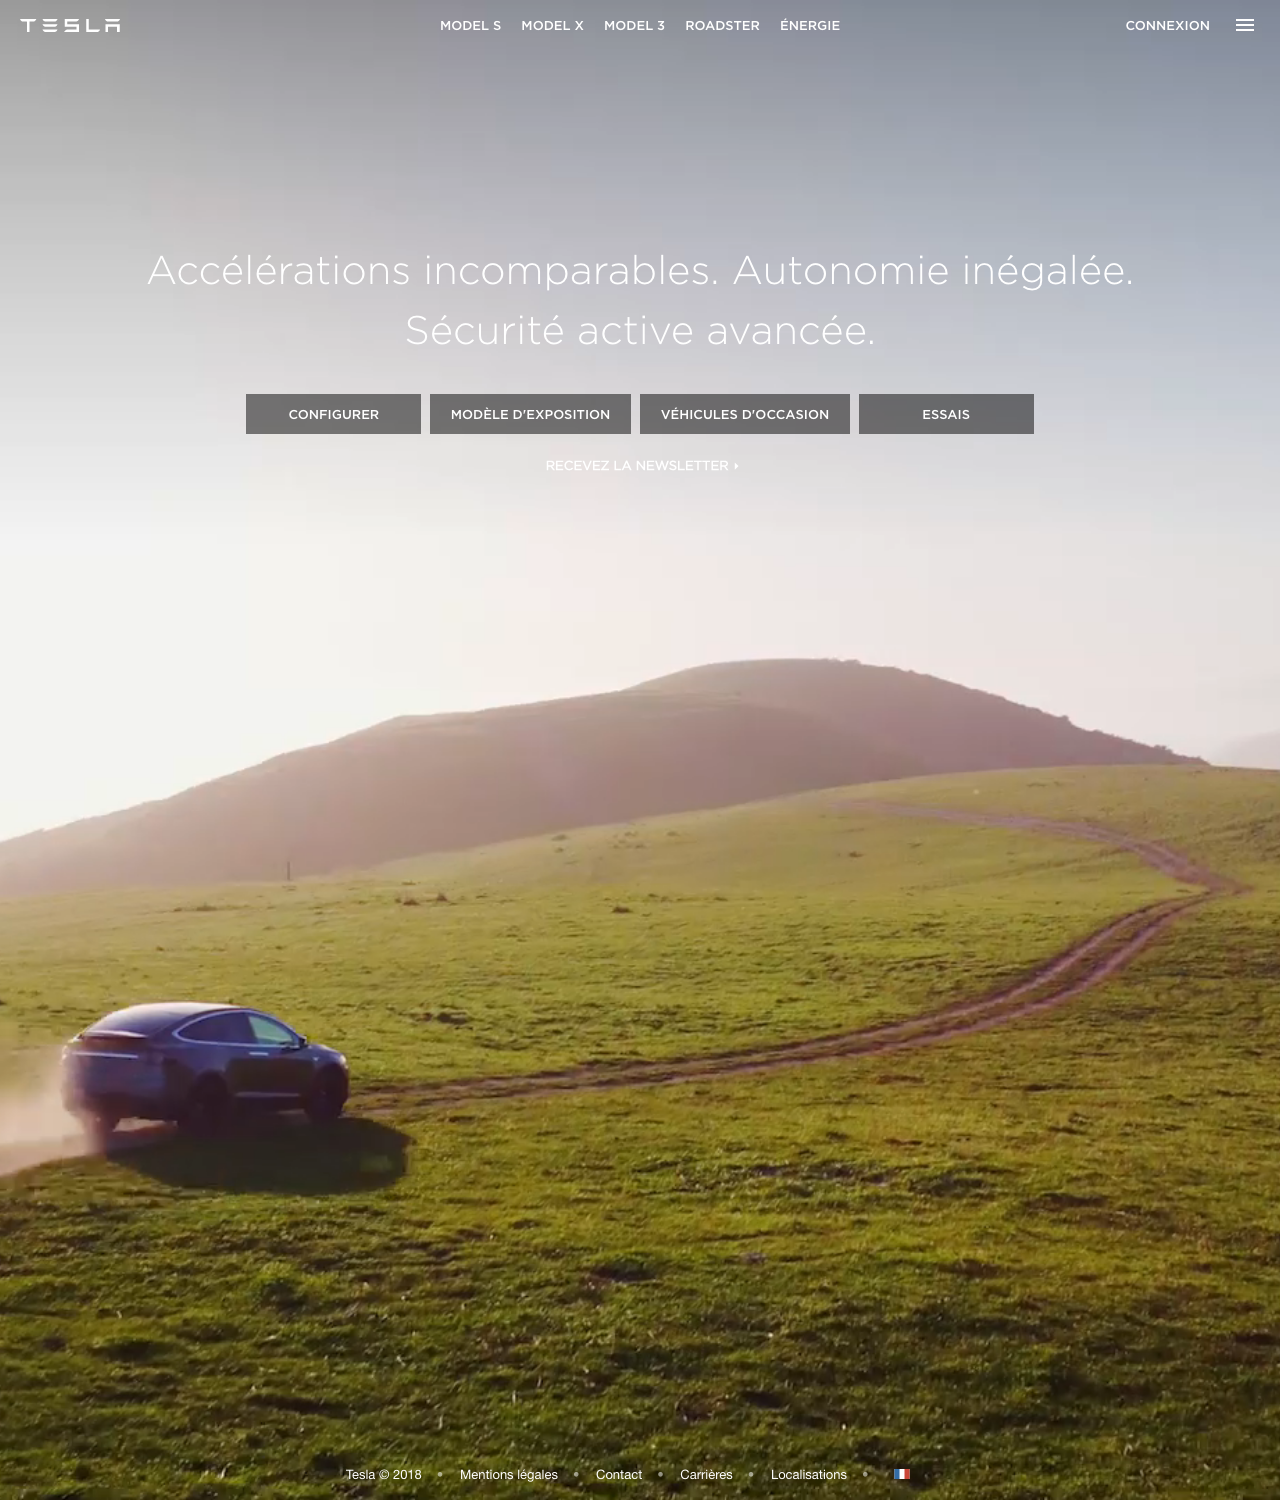 TESLA MODEL S MODEL X MODEL 3 ROADSTER ÉNERGIE CONNEXION
Accélérations incomparables. Autonomie inégalée.
Sécurité active avancée.
CONFIGURER MODÈLE D'EXPOSITION VÉHICULES D'OCCASION ESSAIS
RECEVEZ LA NEWSLETTER
Tesla © 2018 • Mentions légales • Contact • Carrières • Localisations •